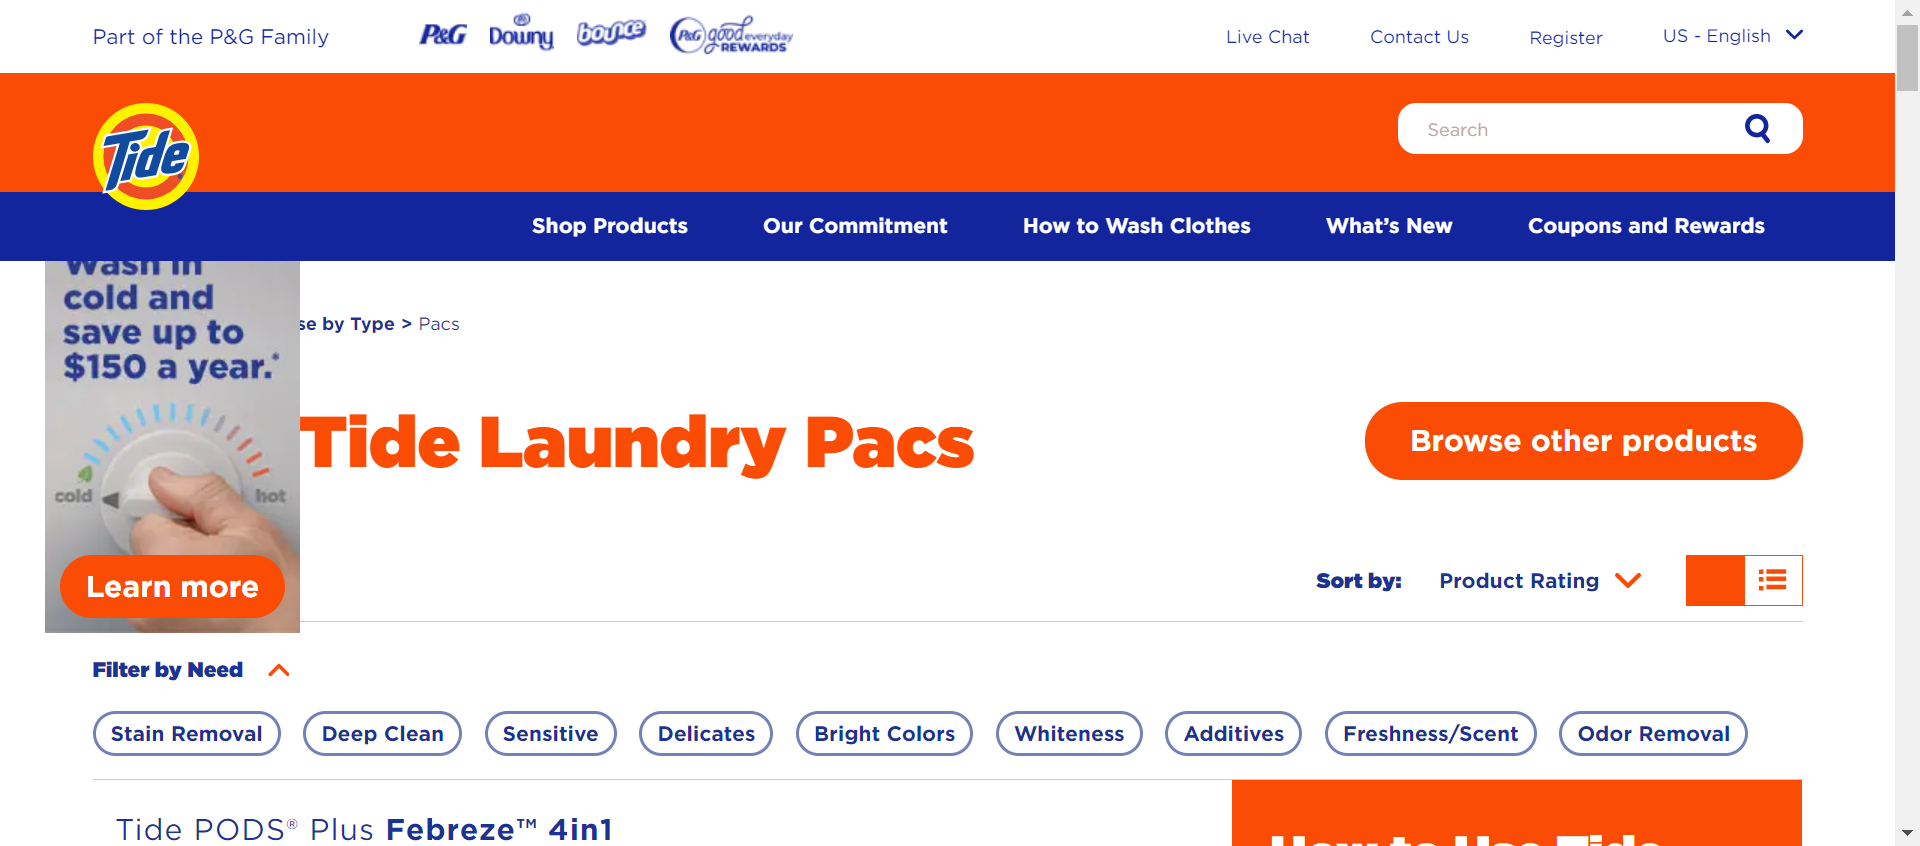 Part of the P&G Family
P&G
Downy
bounce
P&G good everyday REWARDS
Live Chat
Contact Us
Register
US - English
Tide
Search
Shop Products
Our Commitment
How to Wash Clothes
What’s New
Coupons and Rewards
Wash in
cold and
save up to
$150 a year.*
cold
hot
Learn more
se by Type > Pacs
Tide Laundry Pacs
Browse other products
Sort by:
Product Rating
Filter by Need
Stain Removal
Deep Clean
Sensitive
Delicates
Bright Colors
Whiteness
Additives
Freshness/Scent
Odor Removal
Tide PODS® Plus Febreze™ 4in1
How to Use Tide